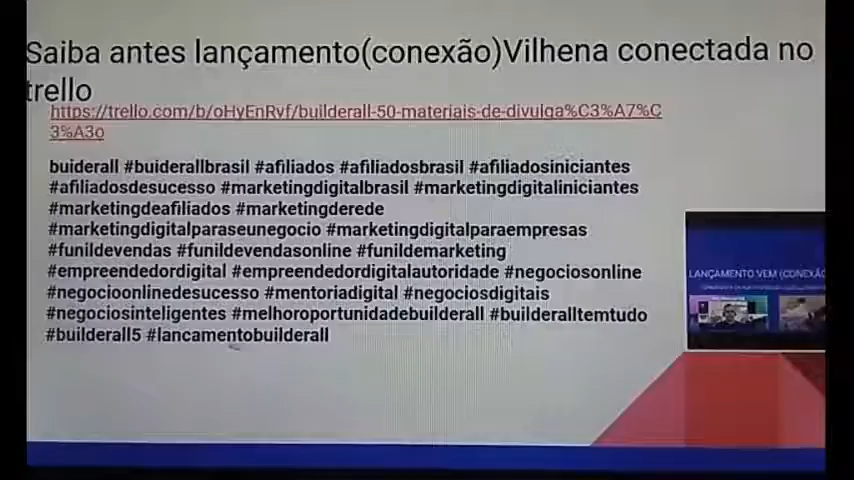 Saiba antes lançamento(conexão)Vilhena conectada no
trello
https://trello.com/b/oHyEnRvf/builderall-50-materiais-de-divulga%C3%A7%C
3%A3o
buiderall #buiderallbrasil #afiliados #afiliadosbrasil #afiliadosiniciantes
#afiliadosdesucesso #marketingdigitalbrasil #marketingdigitaliniciantes
#marketingdeafiliados #marketingderede
#marketingdigitalparaseunegocio #marketingdigitalparaempresas
#funildevendas #funildevendasonline #funildemarketing
#empreendedordigital #empreendedordigitalautoridade #negociosonline
#negocioonlinedesucesso #mentoriadigital #negociosdigitais
#negociosinteligentes #melhoroportunidadebuilderall #builderalltemtudo
#builderall5 #lancamentobuilderall
LANÇAMENTO VEM (CONEXÃO